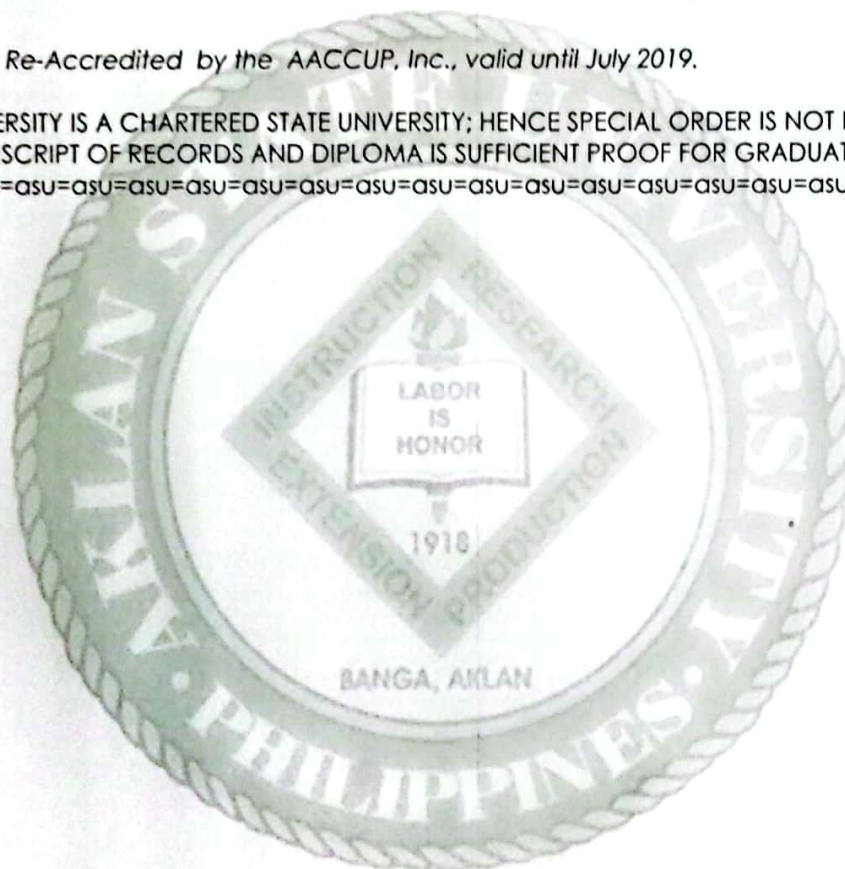 Re-Accredited by the AACCUP, Inc., valid until July 2019.
ERSITY IS A CHARTERED STATE UNIVERSITY; HENCE SPECIAL ORDER IS NOT
SCRIPT OF RECORDS AND DIPLOMA IS SUFFICIENT PROOF FOR GRADUAT
=asu=asu=asu=asu=asu=asu=asu=asu=asu=asu=asu=asu=asu=asu=asu
AKLAN STATE UNIVERSITY
INSTRUCTION
RESEARCH
LABOR
IS
HONOR
EXTENSION
PRODUCTION
1918
BANGA, AKLAN
· PHILIPPINES ·